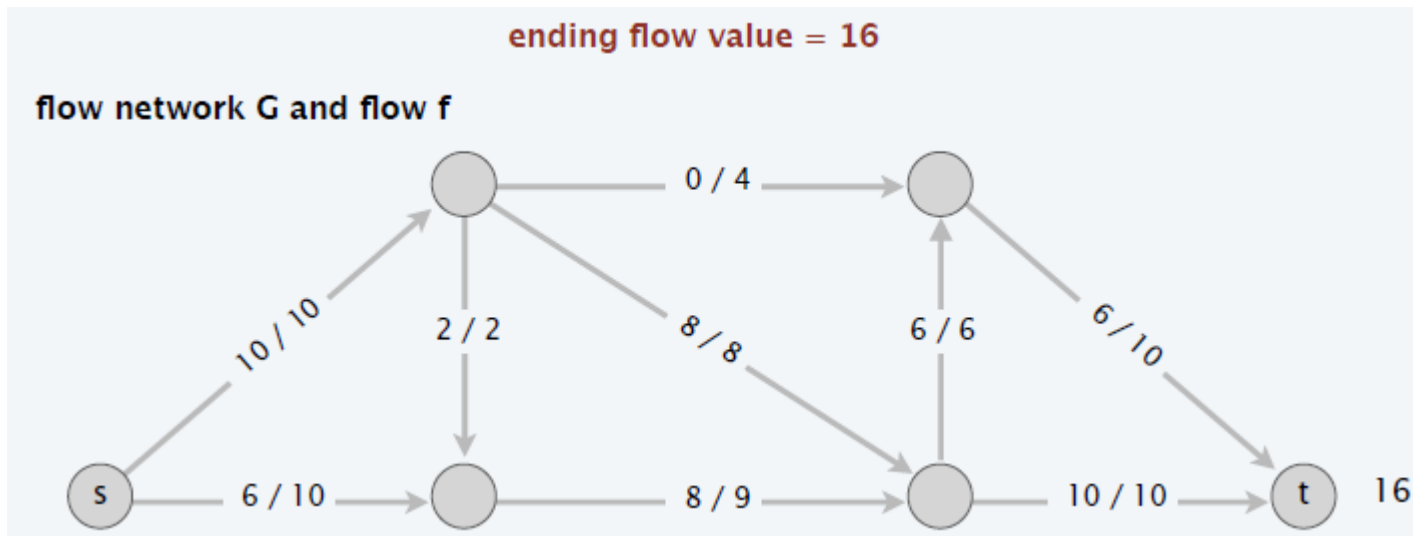 ending flow value = 16
flow network G and flow f
0 / 4
10 / 10
2 / 2
8 / 8
6 / 6
6 / 10
s
6 / 10
8 / 9
10 / 10
t
16